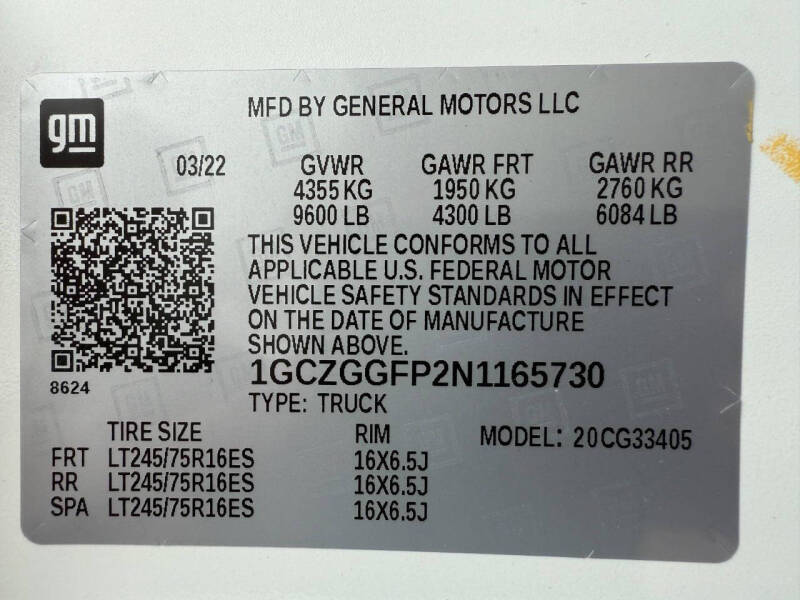 gm
MFD BY GENERAL MOTORS LLC
03/22 GVWR GAWR FRT GAWR RR
4355 KG 1950 KG 2760 KG
9600 LB 4300 LB 6084 LB
THIS VEHICLE CONFORMS TO ALL
APPLICABLE U.S. FEDERAL MOTOR
VEHICLE SAFETY STANDARDS IN EFFECT
ON THE DATE OF MANUFACTURE
SHOWN ABOVE.
8624
1GCZGGFP2N1165730
TYPE: TRUCK
TIRE SIZE RIM MODEL: 20CG33405
FRT LT245/75R16ES 16X6.5J
RR LT245/75R16ES 16X6.5J
SPA LT245/75R16ES 16X6.5J